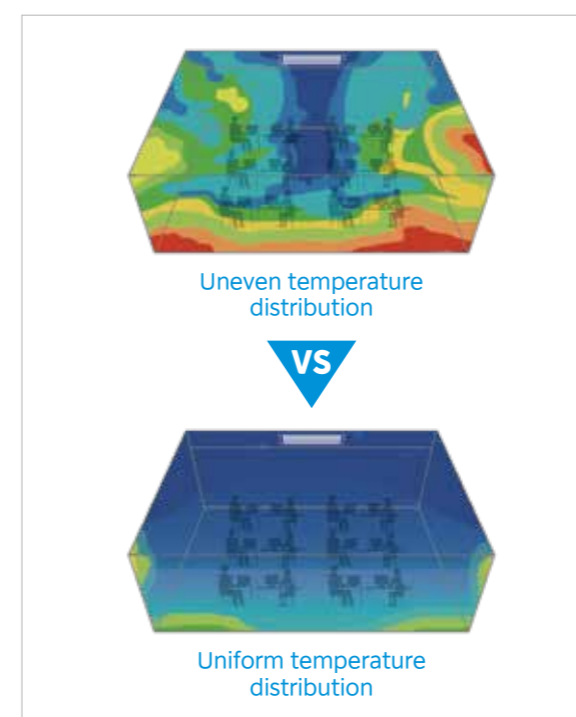 Uneven temperature
distribution
VS
Uniform temperature
distribution